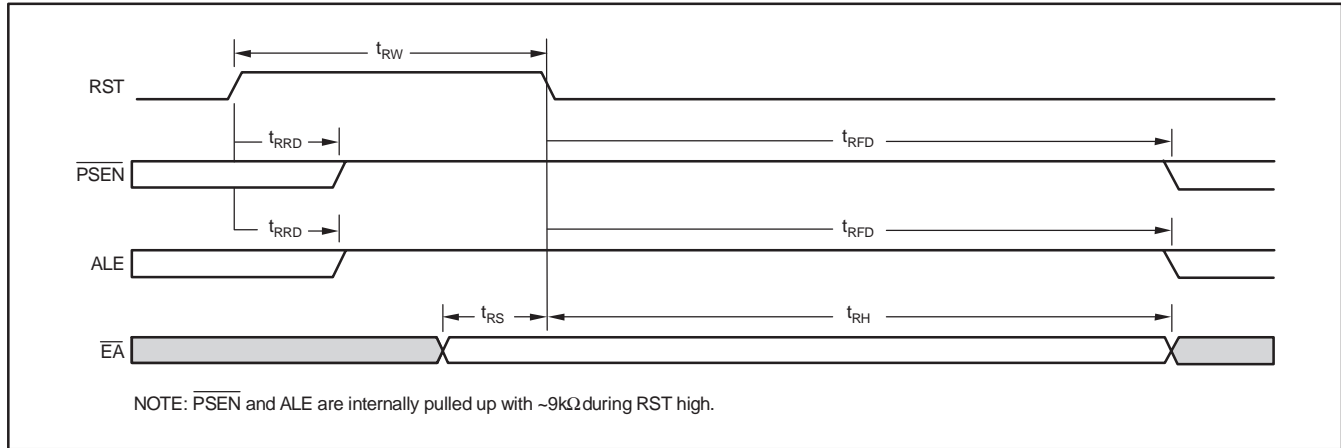 tRW
RST
tRRD
tRFD
PSEN
tRRD
tRFD
ALE
tRS
tRH
EA
NOTE: PSEN and ALE are internally pulled up with ~9kΩ during RST high.